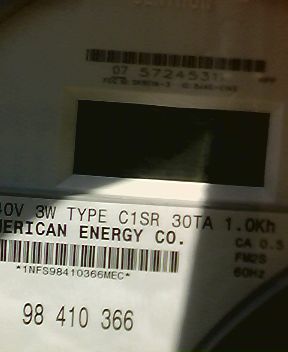 CENTRON
07 5724531
40V 3W TYPE C1SR 30TA 1.0Kh
MERICAN ENERGY CO.
CA 0.5
FM2S
60Hz
*1NFS98410366MEC*
98 410 366